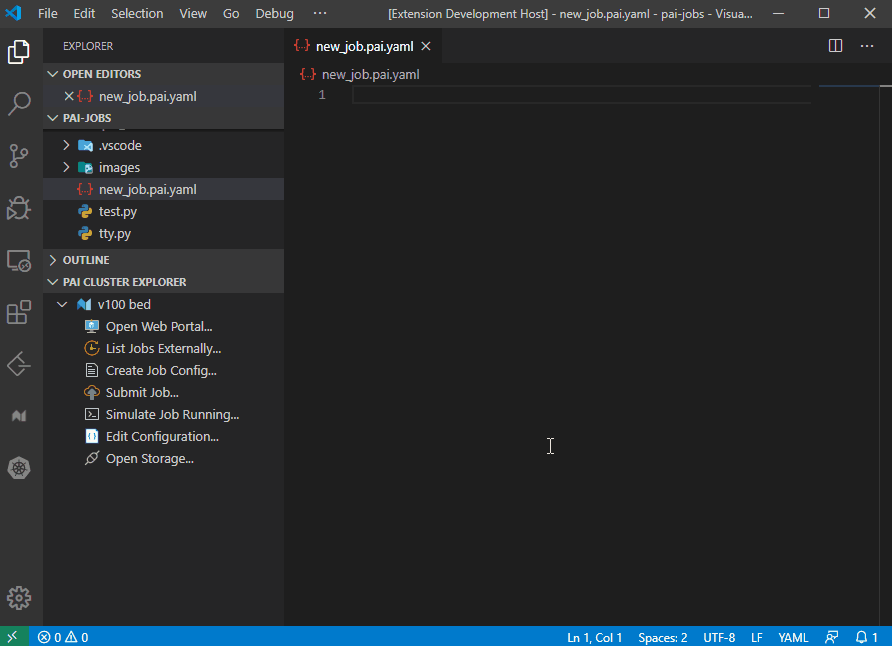 File Edit Selection View Go Debug ··· [Extension Development Host] - new_job.pai.yaml - pai-jobs - Visua...
EXPLORER
OPEN EDITORS
new_job.pai.yaml
PAI-JOBS
.vscode
images
new_job.pai.yaml
test.py
tty.py
OUTLINE
PAI CLUSTER EXPLORER
v100 bed
Open Web Portal...
List Jobs Externally...
Create Job Config...
Submit Job...
Simulate Job Running...
Edit Configuration...
Open Storage...
{..} new_job.pai.yaml
{..} new_job.pai.yaml
1
0 0 Ln 1, Col 1 Spaces: 2 UTF-8 LF YAML 1